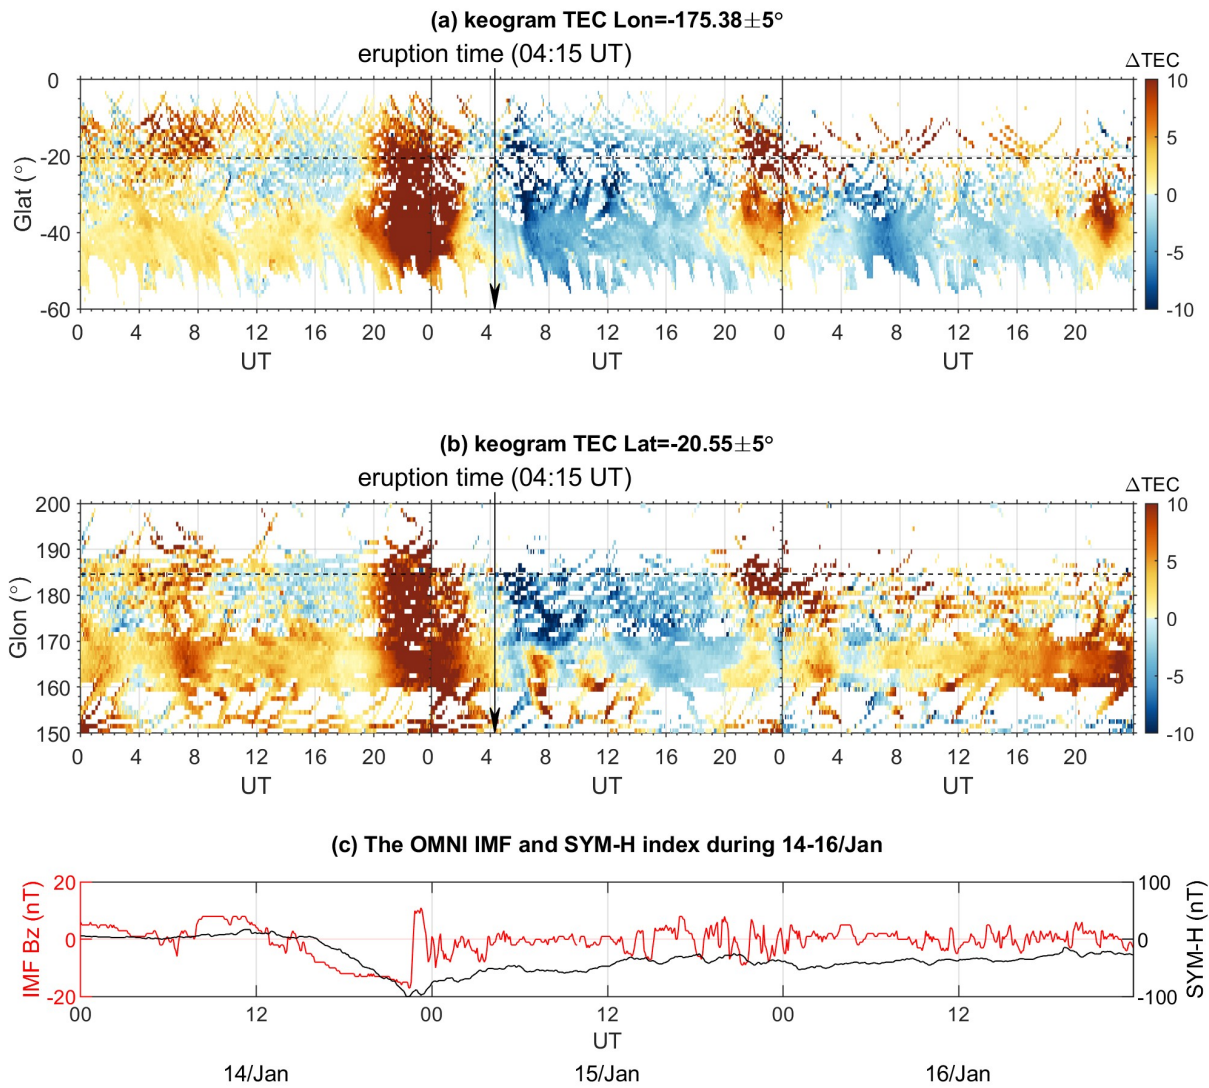 (a) keogram TEC Lon=-175.38±5°
eruption time (04:15 UT)
ΔTEC
0
-20
-40
-60
Glat (°)
10
5
0
-5
-10
0 4 8 12 16 20 0 4 8 12 16 20 0 4 8 12 16 20
UT UT UT
(b) keogram TEC Lat=-20.55±5°
eruption time (04:15 UT)
ΔTEC
200
190
180
170
160
150
Glon (°)
10
5
0
-5
-10
0 4 8 12 16 20 0 4 8 12 16 20 0 4 8 12 16 20
UT UT UT
(c) The OMNI IMF and SYM-H index during 14-16/Jan
20
0
-20
IMF Bz (nT)
100
0
-100
SYM-H (nT)
00 12 00 12 00 12
UT
14/Jan 15/Jan 16/Jan